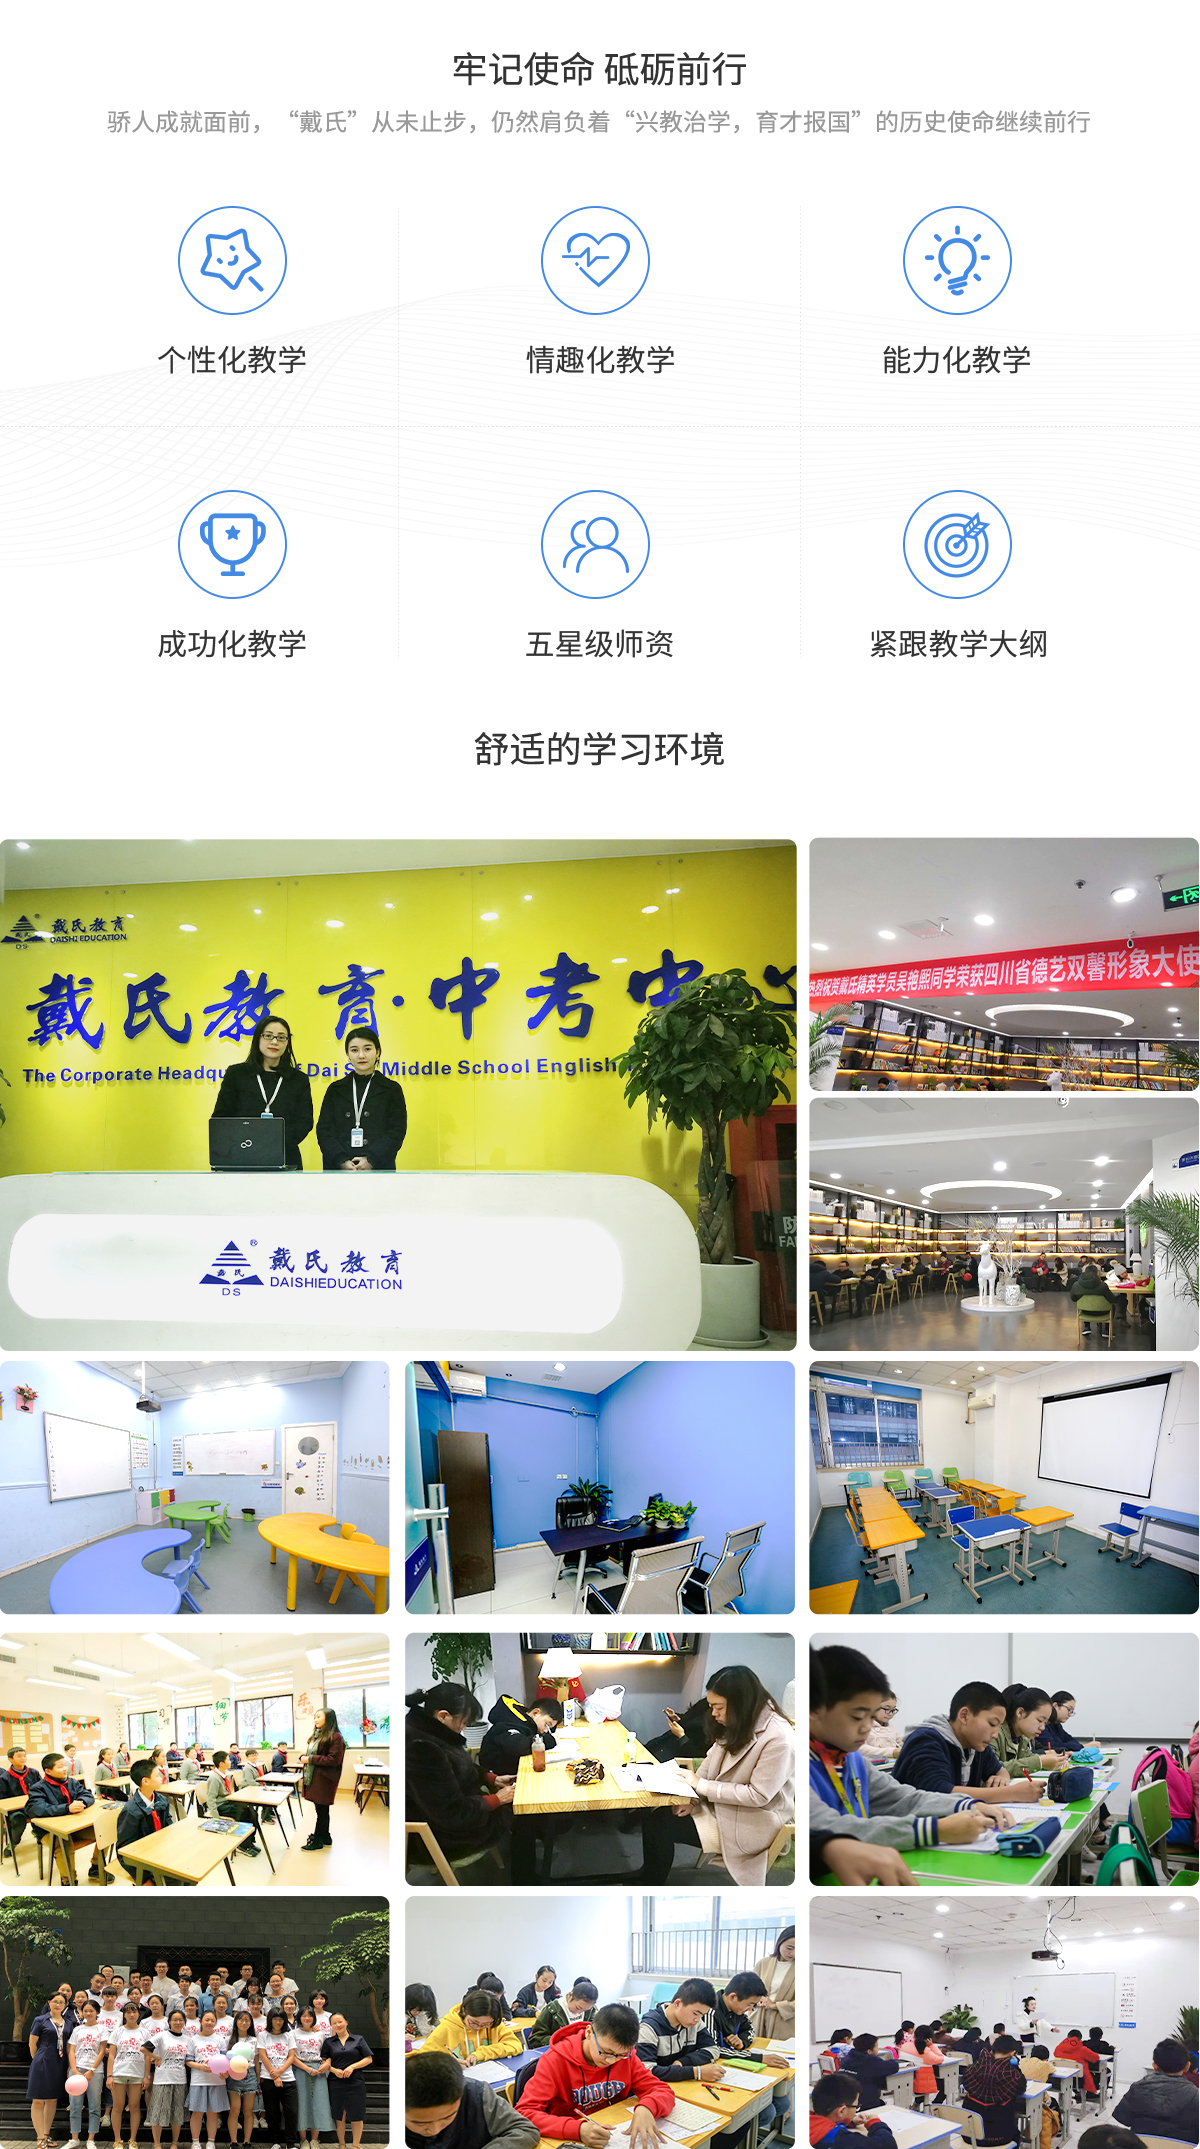 牢记使命 砥砺前行
骄人成就面前，“戴氏”从未止步，仍然肩负着“兴教治学，育才报国”的历史使命继续前行
个性化教学
情趣化教学
能力化教学
成功化教学
五星级师资
紧跟教学大纲
舒适的学习环境
戴氏教育
DAISHI EDUCATION
DS
戴氏教育·中考中
The Corporate Headqu
f Dai S
Middle School English
戴氏教育
DAISHIEDUCATION
DS
®
热烈祝贺戴氏精英学员吴艳熙同学荣获四川省德艺双馨形象大使
细节